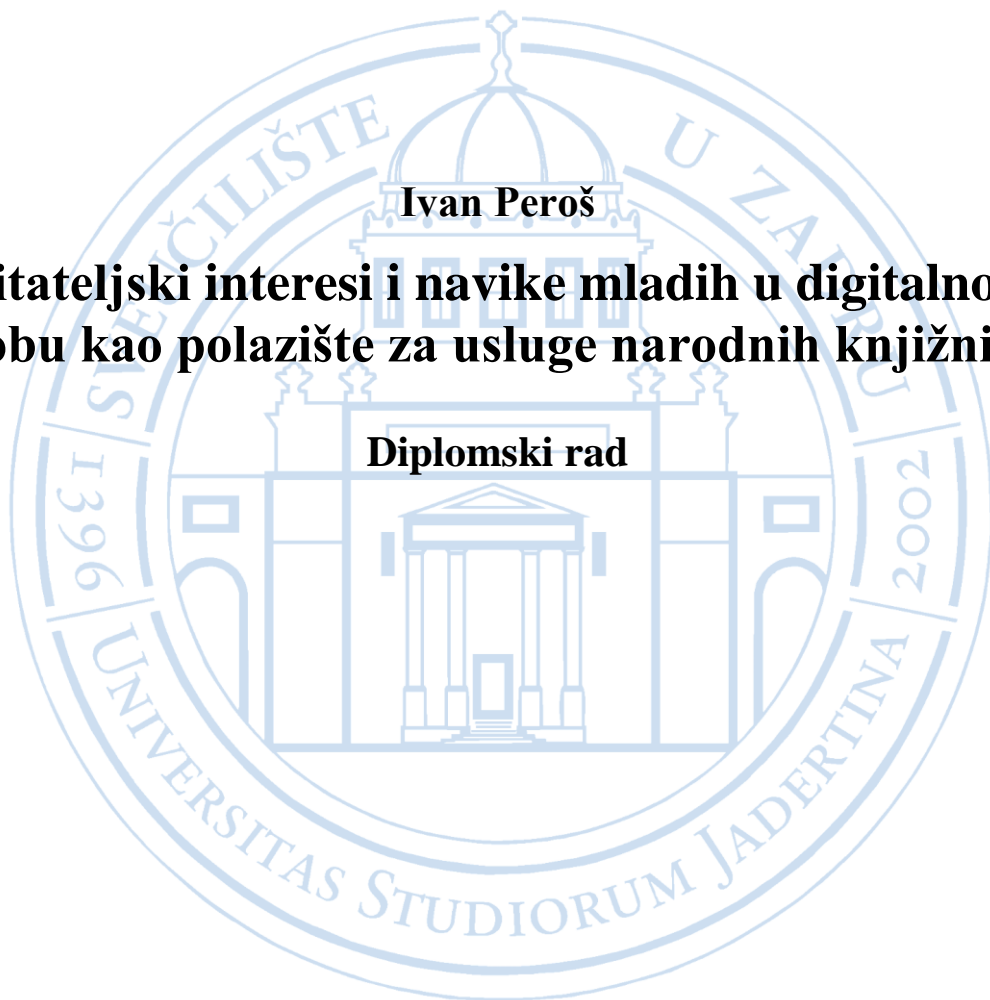 Ivan Peroš
itateljski interesi i navike mladih u digitalno
obu kao polazište za usluge narodnih knjižni
Diplomski rad
SVEUČILIŠTE U ZADRU
1396
2002
UNIVERSITAS STUDIORUM JADERTINA